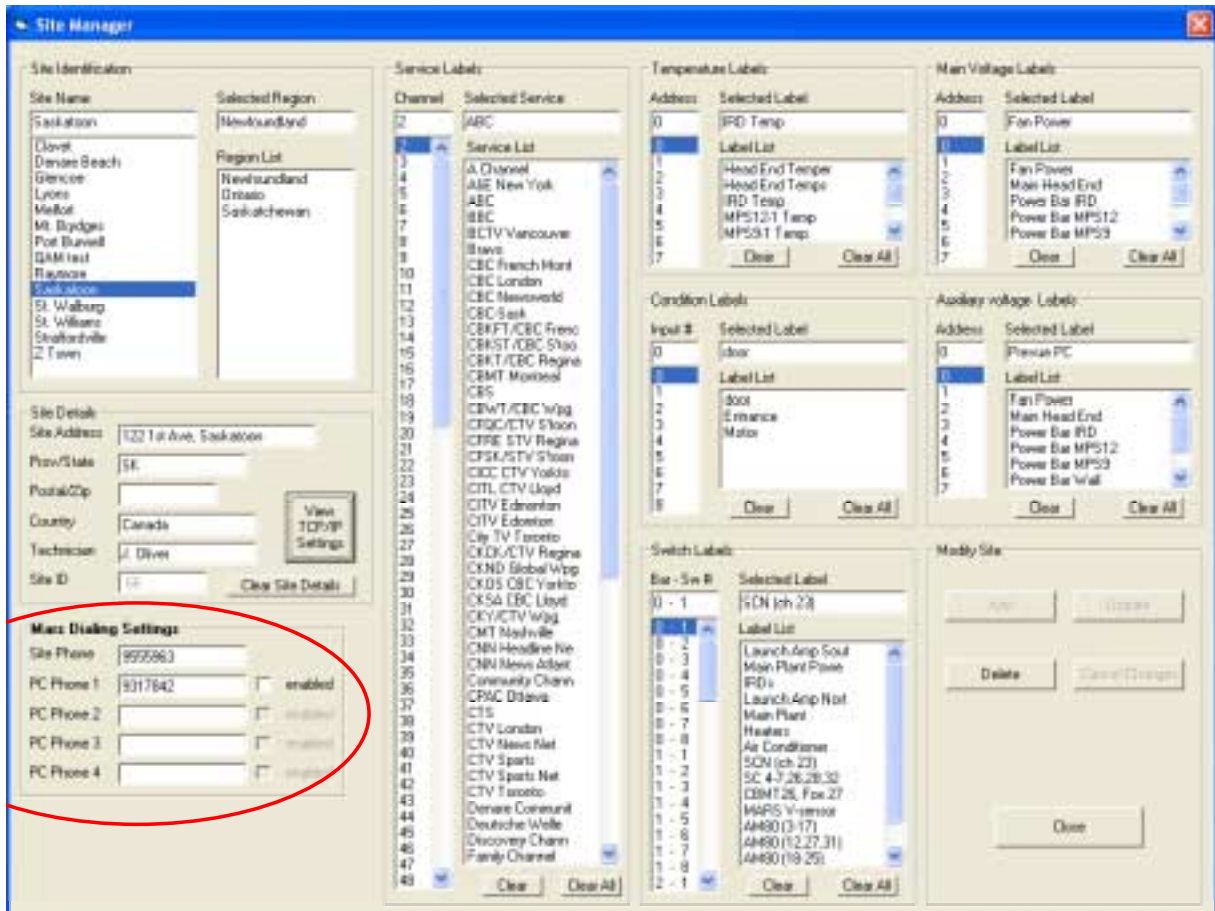 Site Manager
Site Identification
Site Name
Selected Region
Saskatoon
Newfoundland
Clavet
Denare Beach
Glencoe
Lyons
Melfort
Mt. Brydges
Port Burwell
QAM test
Raymore
Saskatoon
St. Walburg
St. Williams
Straffordville
Z Town
Region List
Newfoundland
Ontario
Saskatchewan
Site Details
Site Address 122 1st Ave, Saskatoon
Prov/State SK
Postal/Zip
Country Canada
Technician J. Oliver
Site ID
View
TCP/IP
Settings
Clear Site Details
Mars Dialing Settings
Site Phone 9555963
PC Phone 1 9317842 enabled
PC Phone 2 enabled
PC Phone 3 enabled
PC Phone 4 enabled
Service Labels
Channel
Selected Service
2
ABC
2
3
4
5
6
7
8
9
10
11
12
13
14
15
16
17
18
19
20
21
22
23
24
25
26
27
28
29
30
31
32
33
34
35
36
37
38
39
40
41
42
43
44
45
46
47
48
Service List
A Channel
A&E New York
ABC
BBC
BCTV Vancouver
Bravo
CBC French Mont
CBC London
CBC Newsworld
CBC-Sask
CBKFT/CBC Frenc
CBKST/CBC S'too
CBKT/CBC Regina
CBMT Montreal
CBS
CBWT/CBC Wpg
CFQC/CTV S'toon
CFRE STV Regina
CFSK/STV S'toon
CICC CTV Yorkto
CITL CTV Lloyd
CITV Edmonton
CITV Edmonton
City TV Toronto
CKCK/CTV Regina
CKND Global Wpg
CKOS CBC Yorkto
CKSA CBC Lloyd
CKY/CTV Wpg
CMT Nashville
CNN Headline Ne
CNN News Atlant
Community Chann
CPAC Ottawa
CTS
CTV London
CTV News Net
CTV Sports
CTV Sports Net
CTV Toronto
Denare Communit
Deutsche Welle
Discovery Chann
Family Channel
Clear Clear All
Temperature Labels
Address
Selected Label
0
IRD Temp
0
1
2
3
4
5
6
7
Label List
Head End Temper
Head End Temps
IRD Temp
MPS12-1 Temp
MPS9-1 Temp
Clear Clear All
Condition Labels
Input #
Selected Label
0
door
0
1
2
3
4
5
6
7
8
Label List
door
Entrance
Motor
Clear Clear All
Switch Labels
Bar - Sw #
Selected Label
0 - 1
SCN (ch 23)
0 - 1
0 - 2
0 - 3
0 - 4
0 - 5
0 - 6
0 - 7
0 - 8
1 - 1
1 - 2
1 - 3
1 - 4
1 - 5
1 - 6
1 - 7
1 - 8
2 - 1
Label List
Launch Amp Sout
Main Plant Powe
IRDs
Launch Amp Nort
Main Plant
Heaters
Air Conditioner
SCN (ch 23)
SC 4-7,26,28,32
CBMT26, Fox 27
MARS V-sensor
AM80 (3-17)
AM80 (12,27,31)
AM80 (18-25)
Clear Clear All
Main Voltage Labels
Address
Selected Label
0
Fan Power
0
1
2
3
4
5
6
7
Label List
Fan Power
Main Head End
Power Bar IRD
Power Bar MPS12
Power Bar MPS9
Clear Clear All
Auxiliary voltage Labels
Address
Selected Label
0
Prevue PC
0
1
2
3
4
5
6
7
Label List
Fan Power
Main Head End
Power Bar IRD
Power Bar MPS12
Power Bar MPS9
Power Bar Wall
Clear Clear All
Modify Site
Add Update
Delete Cancel Changes
Close